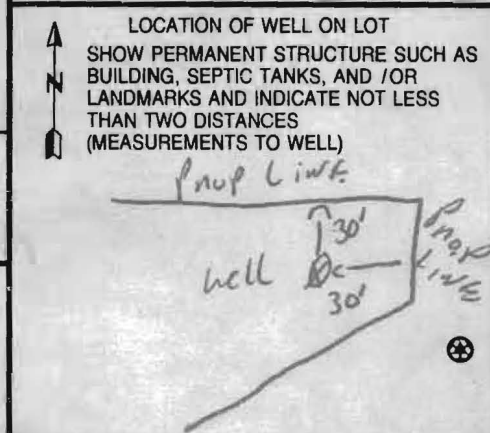 LOCATION OF WELL ON LOT
SHOW PERMANENT STRUCTURE SUCH AS
BUILDING, SEPTIC TANKS, AND /OR
LANDMARKS AND INDICATE NOT LESS
THAN TWO DISTANCES
(MEASUREMENTS TO WELL)
N
Prop Line
30'
Prop
Line
well
30'